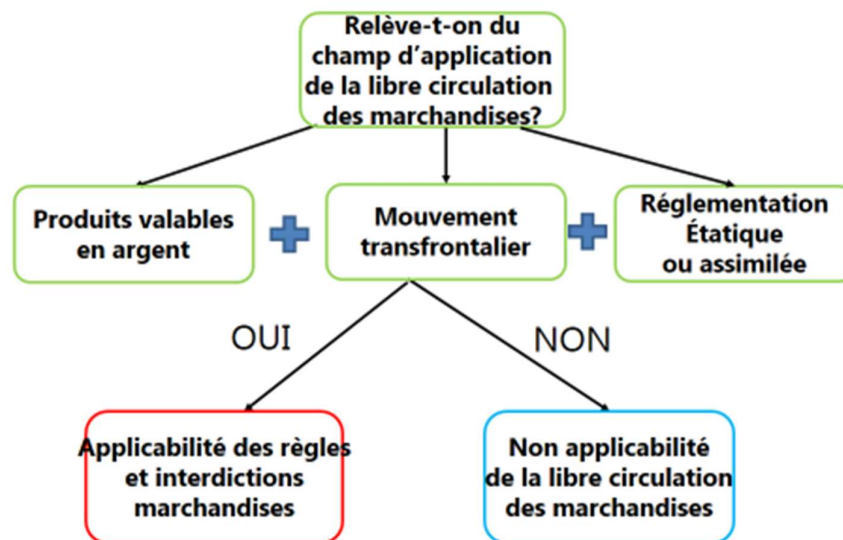 Relève-t-on du
champ d’application
de la libre circulation
des marchandises?
Produits valables
en argent
Mouvement
transfrontalier
Réglementation
Étatique
ou assimilée
OUI
NON
Applicabilité des règles
et interdictions
marchandises
Non applicabilité
de la libre circulation
des marchandises